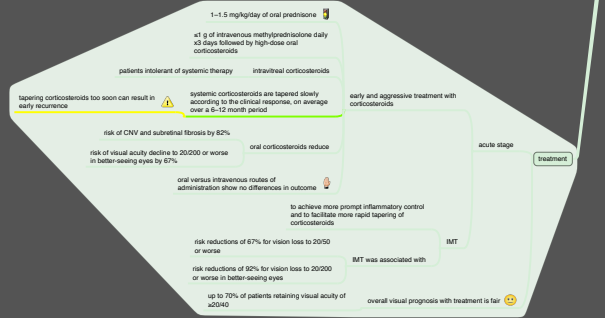 1–1.5 mg/kg/day of oral prednisone
≤1 g of intravenous methylprednisolone daily
x3 days followed by high-dose oral
corticosteroids
patients intolerant of systemic therapy
intravitreal corticosteroids
tapering corticosteroids too soon can result in
early recurrence
systemic corticosteroids are tapered slowly
according to the clinical response, on average
over a 6–12 month period
early and aggressive treatment with
corticosteroids
risk of CNV and subretinal fibrosis by 82%
risk of visual acuity decline to 20/200 or worse
in better-seeing eyes by 67%
oral corticosteroids reduce
oral versus intravenous routes of
administration show no differences in outcome
acute stage
treatment
to achieve more prompt inflammatory control
and to facilitate more rapid tapering of
corticosteroids
IMT
risk reductions of 67% for vision loss to 20/50
or worse
risk reductions of 92% for vision loss to 20/200
or worse in better-seeing eyes
IMT was associated with
up to 70% of patients retaining visual acuity of
≥20/40
overall visual prognosis with treatment is fair